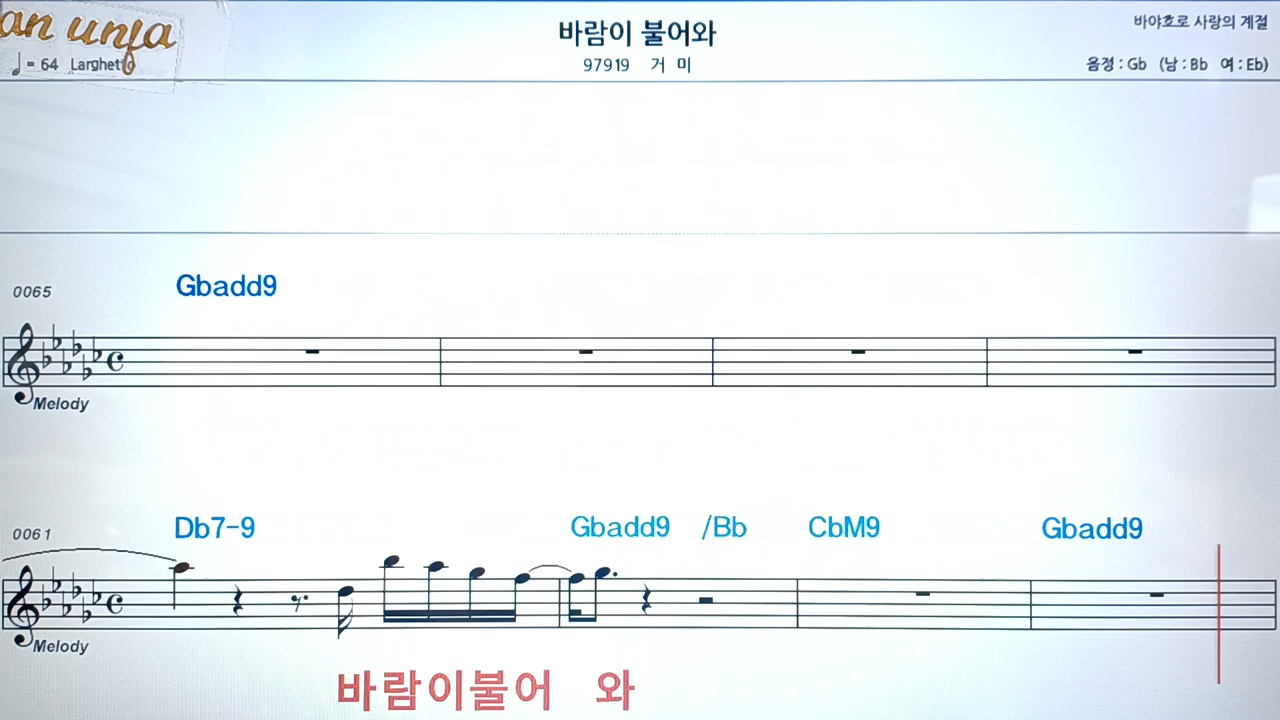 an unfa
바람이 불어와
바야흐로 사랑의 계절
= 64 Larghetto
97919 거 미
음정 : Gb (남 : Bb 여 : Eb)
0065
Gbadd9
Melody
0061
Db7-9 Gbadd9 /Bb CbM9 Gbadd9
Melody
바람이불어 와